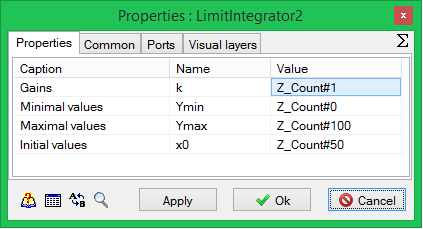 Properties : LimitIntegrator2
x
Properties Common Ports Visual layers Σ
Caption Name Value
Gains k Z_Count#1
Minimal values Ymin Z_Count#0
Maximal values Ymax Z_Count#100
Initial values x0 Z_Count#50
A B Apply Ok Cancel